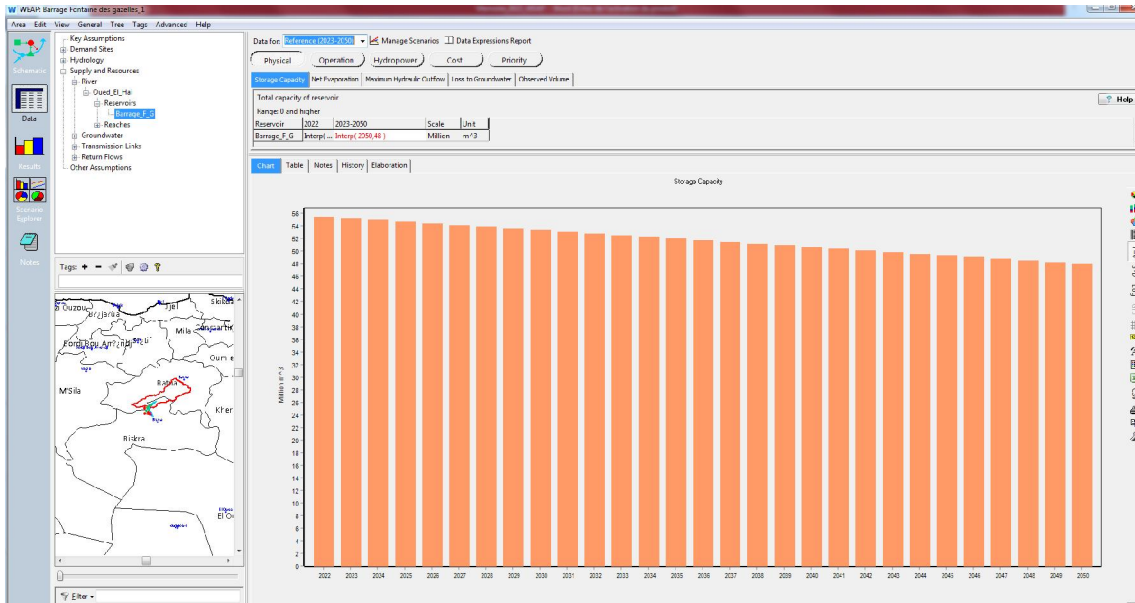 WEAP: Barrage Fontaine des gazelles_1
Area Edit View General Tree Tags Advanced Help
Schematic
Data
Results
Scenario
Explorer
Notes
Key Assumptions
Demand Sites
Hydrology
Supply and Resources
River
Oued_El_Hai
Reservoirs
Barrage_F_G
Reaches
Groundwater
Transmission Links
Return Flows
Other Assumptions
Data for: Reference (2023-2050) Manage Scenarios Data Expressions Report
Physical Operation Hydropower Cost Priority
Storage Capacity Net Evaporation Maximum Hydraulic Outflow Loss to Groundwater Observed Volume
Total capacity of reservoir
Range: 0 and higher
Help
Reservoir 2022 2023-2050 Scale Unit
Barrage_F_G Interp( ... Interp( 2050,48 ) Million m^3
Chart Table Notes History Elaboration
Storage Capacity
Million m^3
56
54
52
50
48
46
44
42
40
38
36
34
32
30
28
26
24
22
20
18
16
14
12
10
8
6
4
2
0
2022 2023 2024 2025 2026 2027 2028 2029 2030 2031 2032 2033 2034 2035 2036 2037 2038 2039 2040 2041 2042 2043 2044 2045 2046 2047 2048 2049 2050
Tags:
Ouzou
Mila
M'Sila
Batna
Oum e
Biskra
Filter